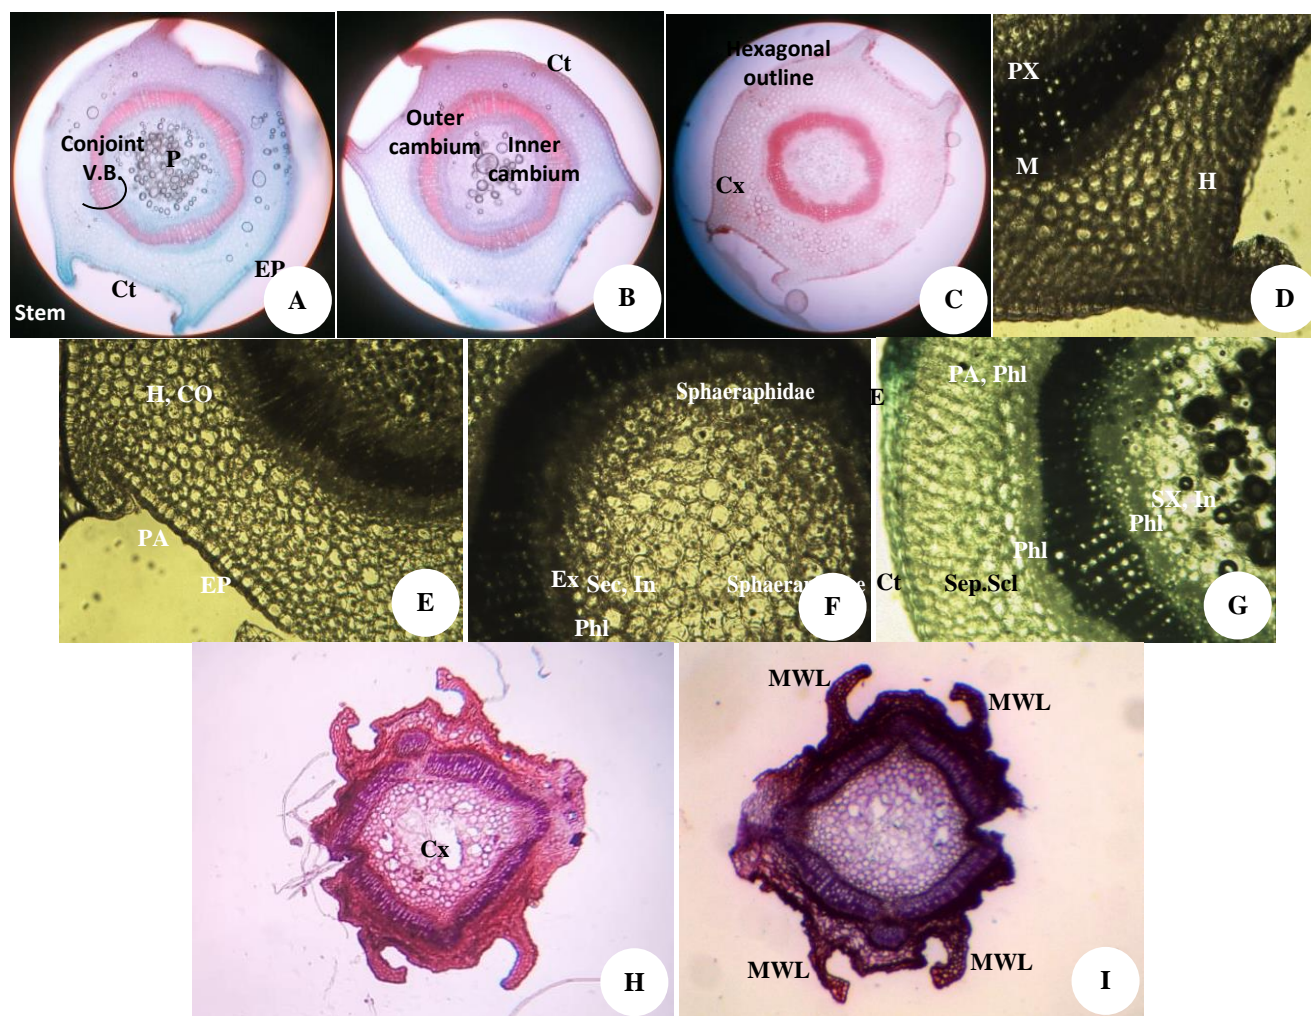 Ct
Conjoint
V.B.
P
EP
Ct
Stem
A
Ct
Outer
cambium
Inner
cambium
B
Hexagonal
outline
Cx
C
PX
M
H
D
H, CO
PA
EP
E
Sphaeraphidae
Ex
Sec, In
Phl
F
E
PA, Phl
SX, In
Phl
Phl
Ct
Sep.Scl
G
Cx
H
MWL
MWL
MWL
MWL
I